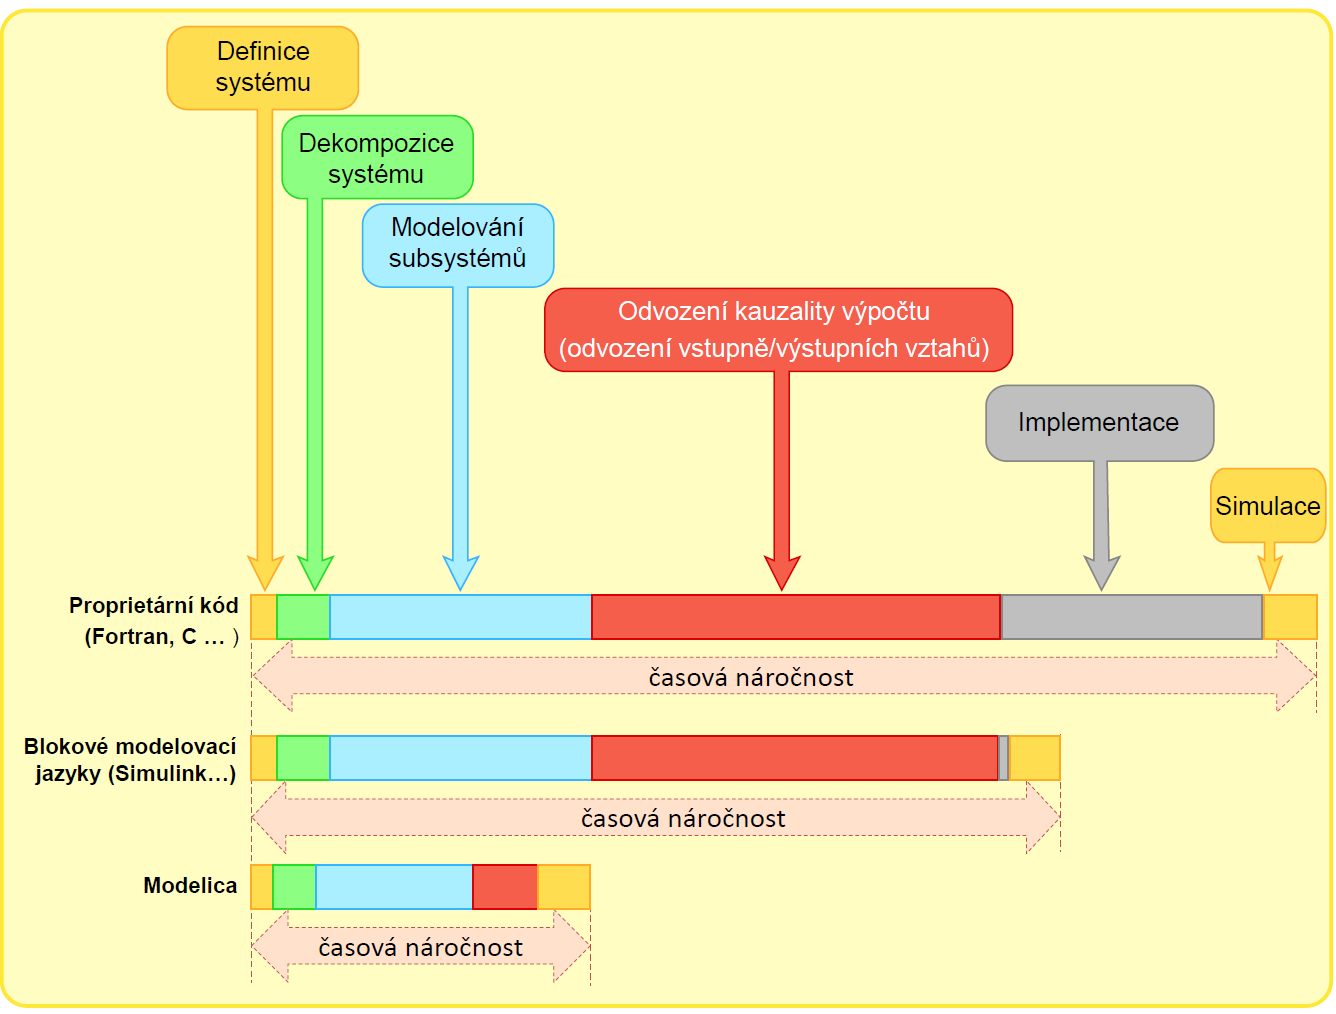 Definice
systému
Dekompozice
systému
Modelování
subsystémů
Odvození kauzality výpočtu
(odvození vstupně/výstupních vztahů)
Implementace
Simulace
Proprietární kód
(Fortran, C ... )
časová náročnost
Blokové modelovací
jazyky (Simulink...)
časová náročnost
Modelica
časová náročnost